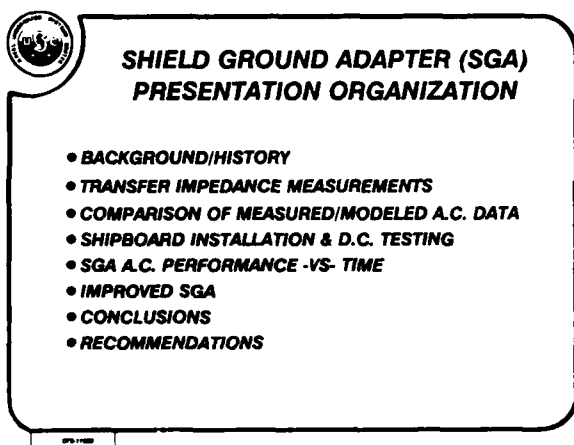 SHIELD GROUND ADAPTER (SGA)
PRESENTATION ORGANIZATION
• BACKGROUND/HISTORY
• TRANSFER IMPEDANCE MEASUREMENTS
• COMPARISON OF MEASURED/MODELED A.C. DATA
• SHIPBOARD INSTALLATION & D.C. TESTING
• SGA A.C. PERFORMANCE -VS- TIME
• IMPROVED SGA
• CONCLUSIONS
• RECOMMENDATIONS